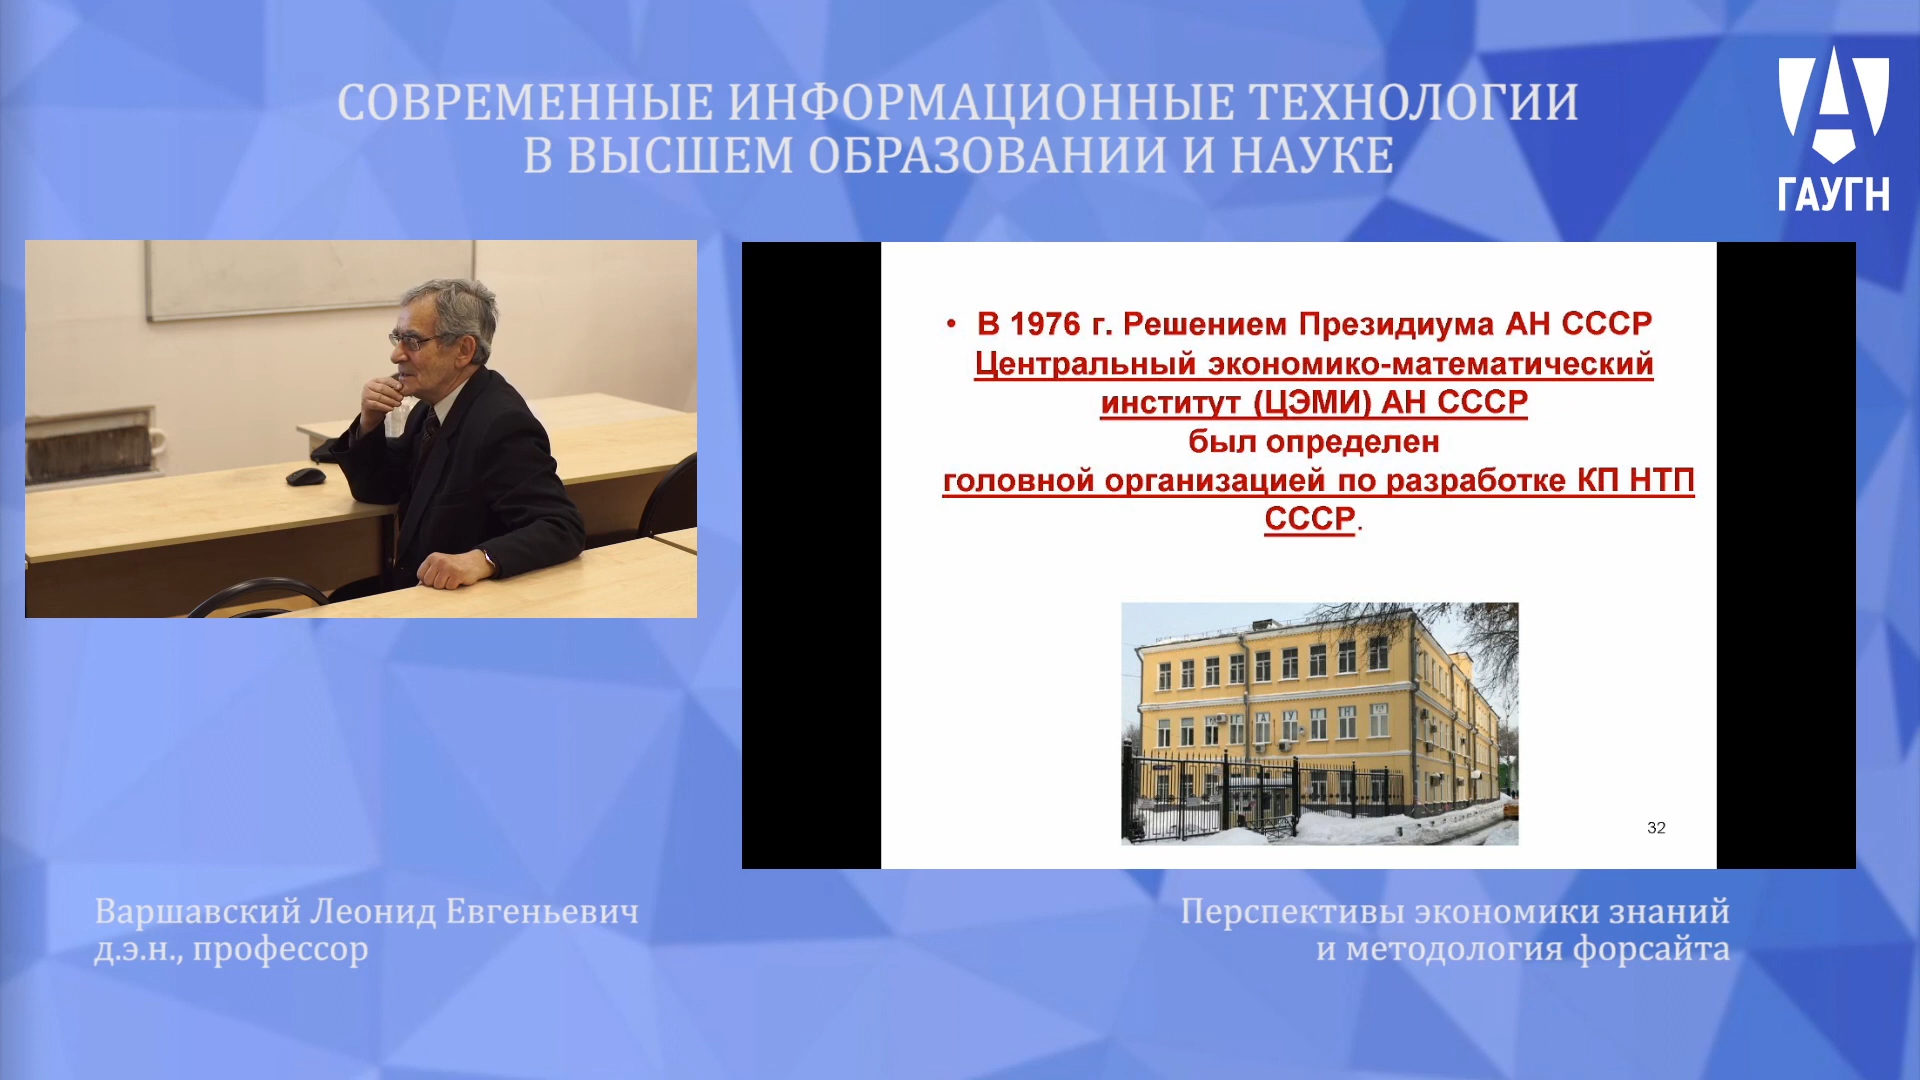 СОВРЕМЕННЫЕ ИНФОРМАЦИОННЫЕ ТЕХНОЛОГИИ
В ВЫСШЕМ ОБРАЗОВАНИИ И НАУКЕ
ГАУГН
• В 1976 г. Решением Президиума АН СССР
Центральный экономико-математический
институт (ЦЭМИ) АН СССР
был определен
головной организацией по разработке КП НТП
СССР.
ГАУГН
32
Варшавский Леонид Евгеньевич
д.э.н., профессор
Перспективы экономики знаний
и методология форсайта